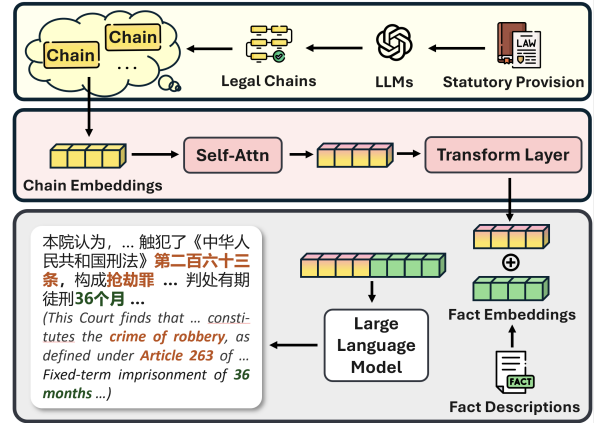 Chain
Chain
...
Legal Chains
LLMs
LAW
Statutory Provision
Chain Embeddings
Self-Attn
Transform Layer
本院认为，... 触犯了《中华人
民共和国刑法》第二百六十三
条，构成抢劫罪 ... 判处有期
徒刑36个月 ...
(This Court finds that ... consti-
tutes the crime of robbery, as
defined under Article 263 of ...
Fixed-term imprisonment of 36
months ...)
Large
Language
Model
Fact Embeddings
FACT
Fact Descriptions